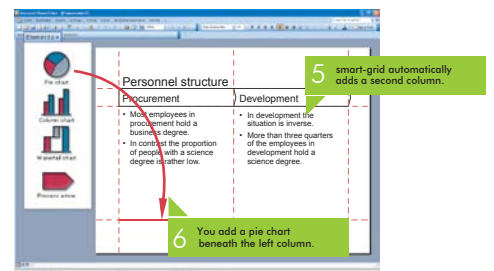 Elements
Pie chart
Column chart
Waterfall chart
Process arrow
Personnel structure
Procurement
• Most employees in
procurement hold a
business degree.
• In contrast the proportion
of people with a science
degree is rather low.
Development
• In development the
situation is inverse.
• More than three quarters
of the employees in
development hold a
science degree.
5 smart-grid automatically
adds a second column.
6 You add a pie chart
beneath the left column.